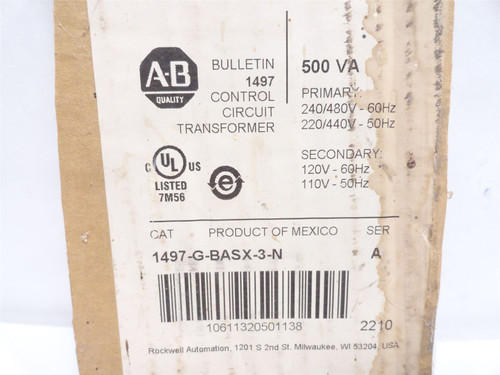 A-B
QUALITY
BULLETIN
1497
CONTROL
CIRCUIT
TRANSFORMER
500 VA
PRIMARY:
240/480V - 60Hz
220/440V - 50Hz
SECONDARY:
120V - 60Hz
110V - 50Hz
C UL US
LISTED
7M56
e
CAT PRODUCT OF MEXICO SER
1497-G-BASX-3-N A
10611320501138 2210
Rockwell Automation, 1201 S 2nd St. Milwaukee, WI 53204, USA